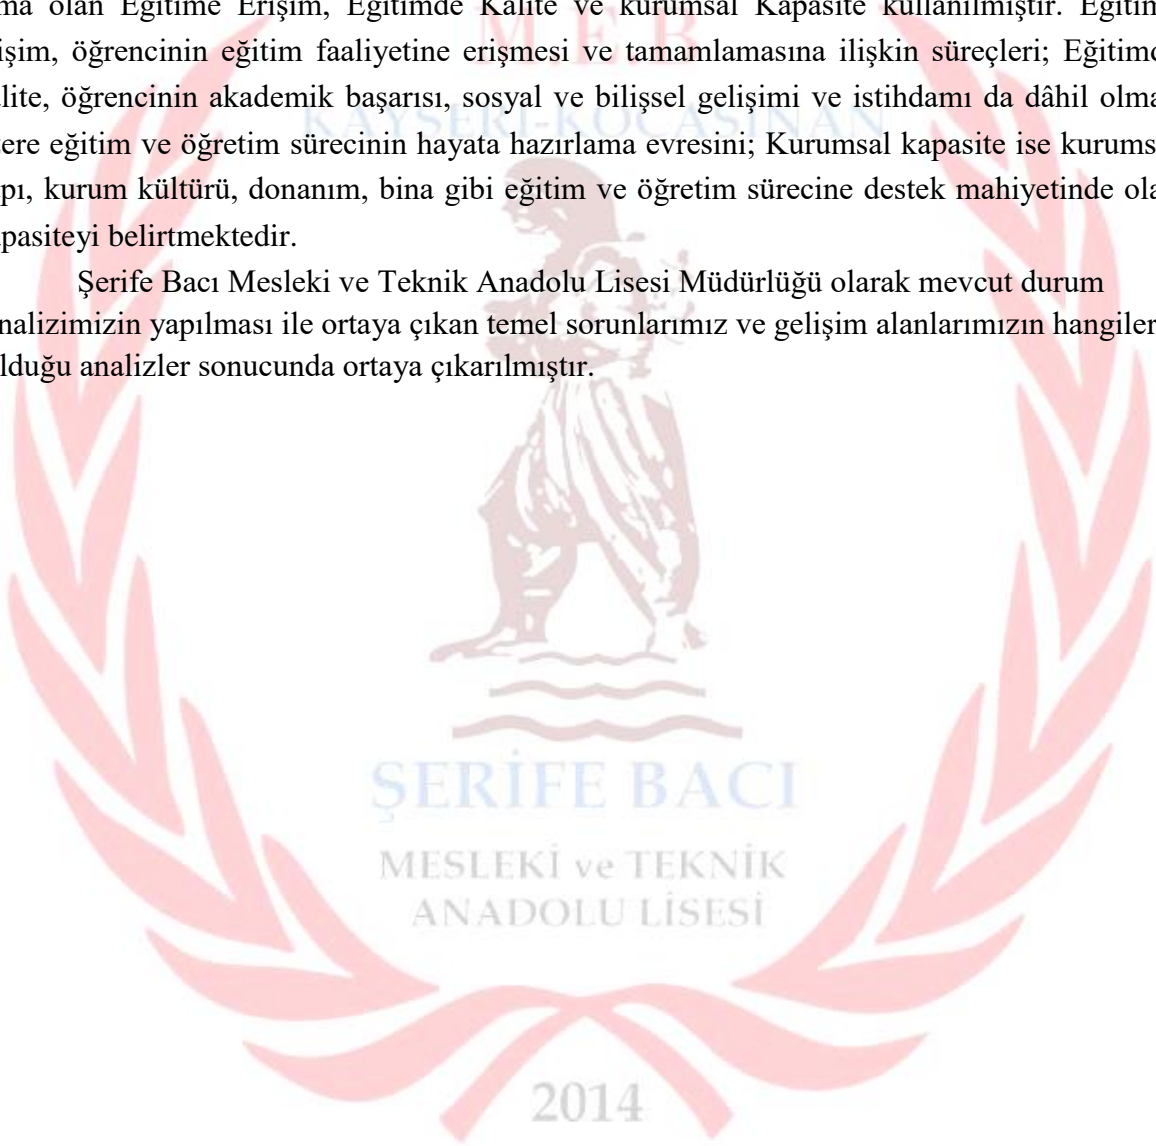 ma olan Eğitime Erişim, Eğitimde Kalite ve kurumsal Kapasite kullanılmıştır. Eğitim
işim, öğrencinin eğitim faaliyetine erişmesi ve tamamlamasına ilişkin süreçleri; Eğitimd
lite, öğrencinin akademik başarısı, sosyal ve bilişsel gelişimi ve istihdamı da dâhil olma
ere eğitim ve öğretim sürecinin hayata hazırlama evresini; Kurumsal kapasite ise kurums
pı, kurum kültürü, donanım, bina gibi eğitim ve öğretim sürecine destek mahiyetinde ola
pasiteyi belirtmektedir.
Şerife Bacı Mesleki ve Teknik Anadolu Lisesi Müdürlüğü olarak mevcut durum
nalizimizin yapılması ile ortaya çıkan temel sorunlarımız ve gelişim alanlarımızın hangiler
lduğu analizler sonucunda ortaya çıkarılmıştır.
M.E.B
KAYSERİ-KOCASİNAN
ŞERİFE BACI
MESLEKİ ve TEKNİK
ANADOLU LİSESİ
2014